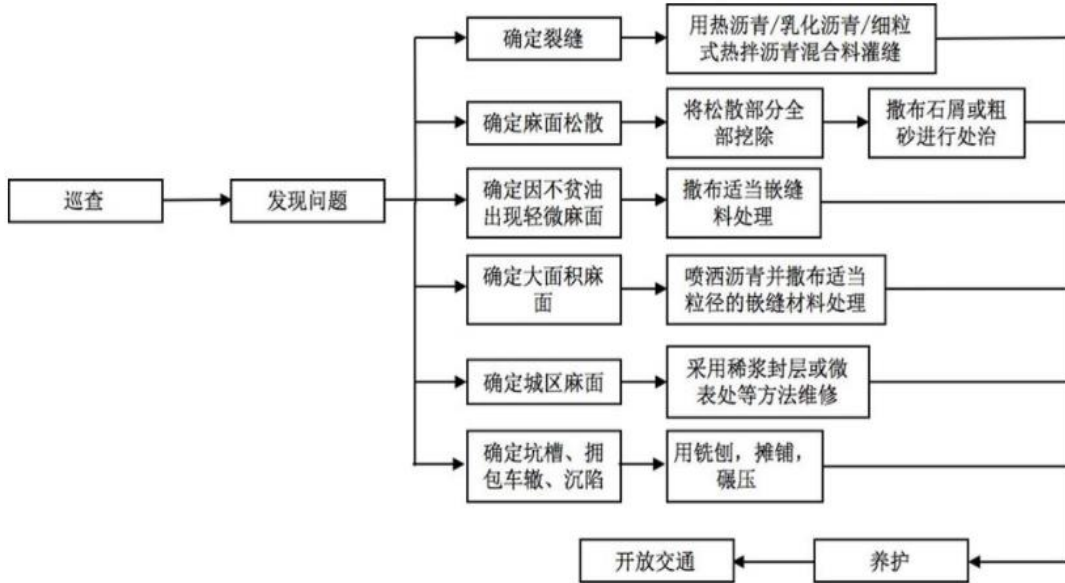 确定裂缝
用热沥青/乳化沥青/细粒
式热拌沥青混合料灌缝
确定麻面松散
将松散部分全
部挖除
撒布石屑或粗
砂进行处治
巡查
发现问题
确定因不贫油
出现轻微麻面
撒布适当嵌缝
料处理
确定大面积麻
面
喷洒沥青并撒布适当
粒径的嵌缝材料处理
确定城区麻面
采用稀浆封层或微
表处等方法维修
确定坑槽、拥
包车辙、沉陷
用铣刨，摊铺，
碾压
开放交通
养护